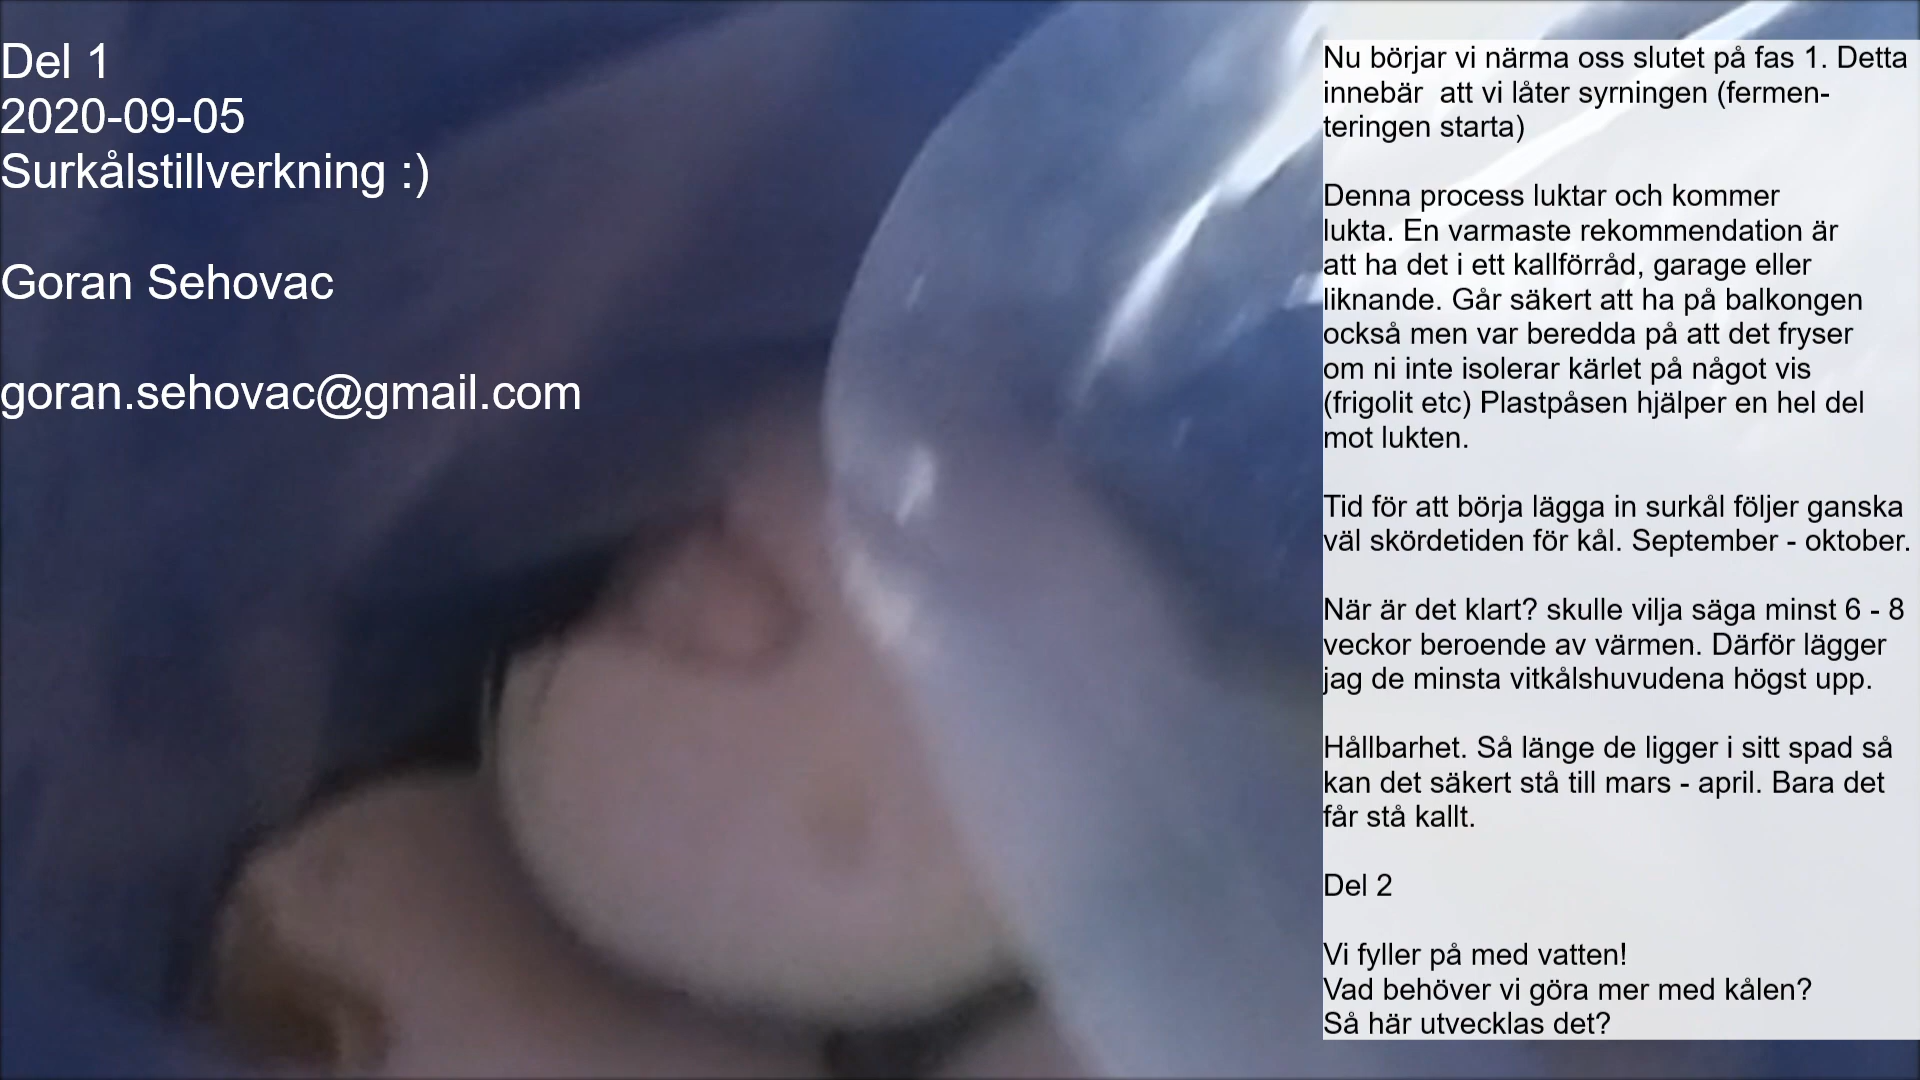 Del 1
2020-09-05
Surkålstillverkning :)
Goran Sehovac
goran.sehovac@gmail.com
Nu börjar vi närma oss slutet på fas 1. Detta
innebär  att vi låter syrningen (fermen-
teringen starta)
Denna process luktar och kommer
lukta. En varmaste rekommendation är
att ha det i ett kallförråd, garage eller
liknande. Går säkert att ha på balkongen
också men var beredda på att det fryser
om ni inte isolerar kärlet på något vis
(frigolit etc) Plastpåsen hjälper en hel del
mot lukten.
Tid för att börja lägga in surkål följer ganska
väl skördetiden för kål. September - oktober.
När är det klart? skulle vilja säga minst 6 - 8
veckor beroende av värmen. Därför lägger
jag de minsta vitkålshuvudena högst upp.
Hållbarhet. Så länge de ligger i sitt spad så
kan det säkert stå till mars - april. Bara det
får stå kallt.
Del 2
Vi fyller på med vatten!
Vad behöver vi göra mer med kålen?
Så här utvecklas det?